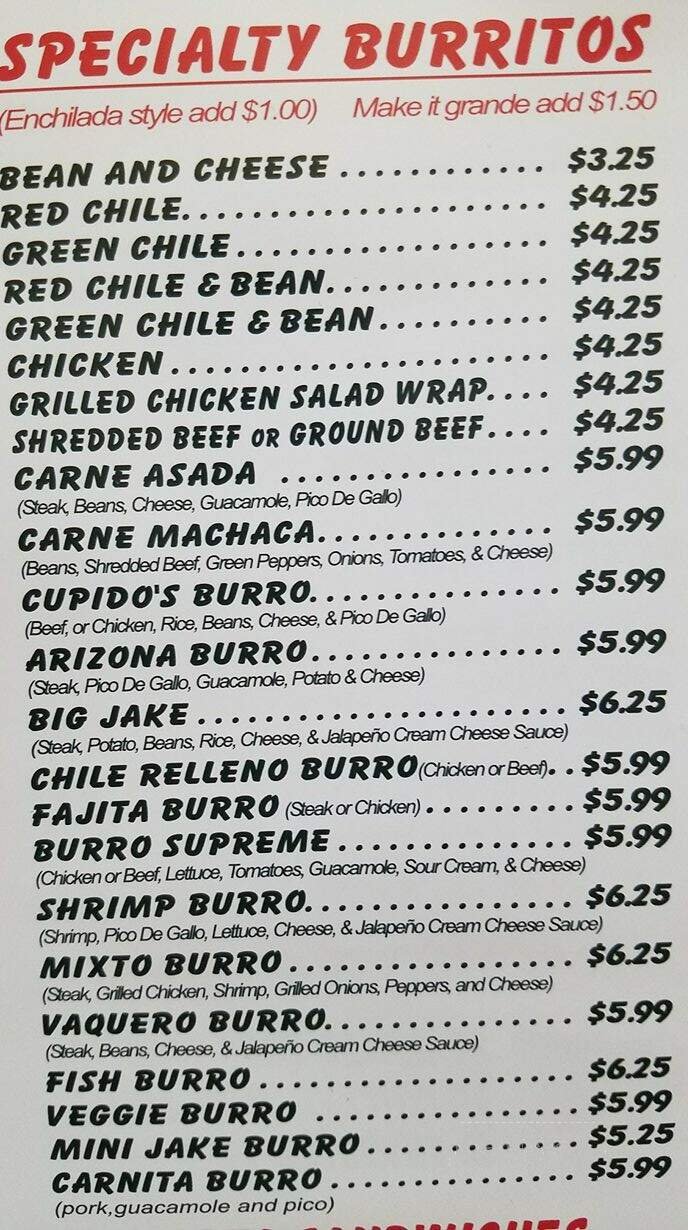 SPECIALTY BURRITOS
(Enchilada style add $1.00) Make it grande add $1.50
BEAN AND CHEESE ............ $3.25
RED CHILE..................... $4.25
GREEN CHILE.................. $4.25
RED CHILE & BEAN............. $4.25
GREEN CHILE & BEAN.......... $4.25
CHICKEN ...................... $4.25
GRILLED CHICKEN SALAD WRAP.... $4.25
SHREDDED BEEF OR GROUND BEEF.... $4.25
CARNE ASADA ................ $5.99
(Steak, Beans, Cheese, Guacamole, Pico De Gallo)
CARNE MACHACA.............. $5.99
(Beans, Shredded Beef, Green Peppers, Onions, Tomatoes, & Cheese)
CUPIDO'S BURRO............... $5.99
(Beef, or Chicken, Rice, Beans, Cheese, & Pico De Gallo)
ARIZONA BURRO............... $5.99
(Steak, Pico De Gallo, Guacamole, Potato & Cheese)
BIG JAKE ...................... $6.25
(Steak, Potato, Beans, Rice, Cheese, & Jalapeño Cream Cheese Sauce)
CHILE RELLENO BURRO (Chicken or Beef). . $5.99
FAJITA BURRO (Steak or Chicken) ......... $5.99
BURRO SUPREME .............. $5.99
(Chicken or Beef, Lettuce, Tomatoes, Guacamole, Sour Cream, & Cheese)
SHRIMP BURRO................ $6.25
(Shrimp, Pico De Gallo, Lettuce, Cheese, & Jalapeño Cream Cheese Sauce)
MIXTO BURRO ................. $6.25
(Steak, Grilled Chicken, Shrimp, Grilled Onions, Peppers, and Cheese)
VAQUERO BURRO.............. $5.99
(Steak, Beans, Cheese, & Jalapeño Cream Cheese Sauce)
FISH BURRO .................. $6.25
VEGGIE BURRO ............... $5.99
MINI JAKE BURRO ............ $5.25
CARNITA BURRO .............. $5.99
(pork,guacamole and pico)